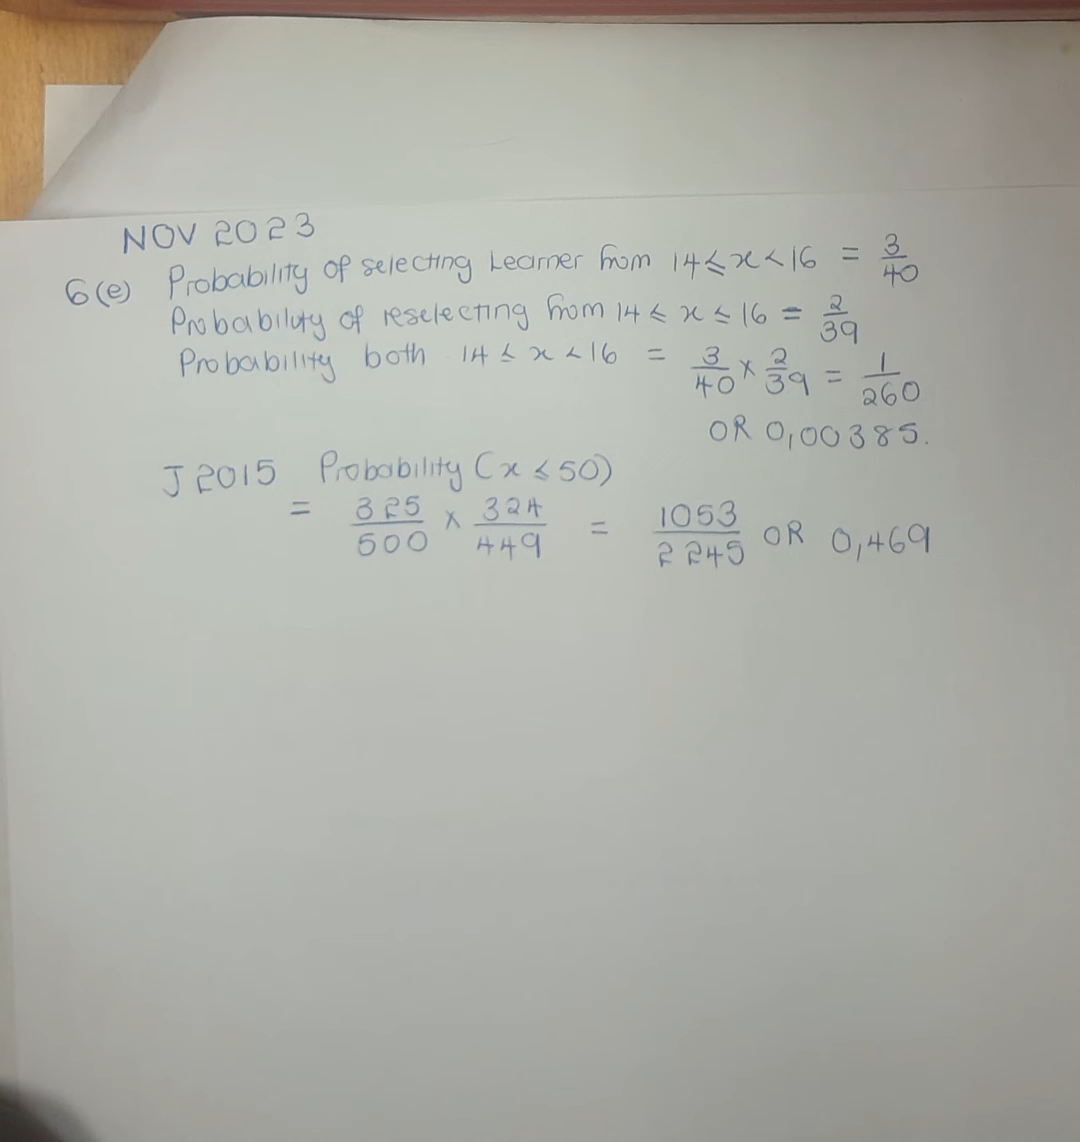 NOV 2023
6(e) Probability of selecting Learner from 14 ≤ x < 16 = 3/40
Probability of reselecting from 14 ≤ x ≤ 16 = 2/39
Probability both 14 ≤ x < 16 = 3/40 × 2/39 = 1/260
OR 0,00385.
J 2015 Probability (x ≤ 50)
= 325/500 × 324/449 = 1053/2245 OR 0,469